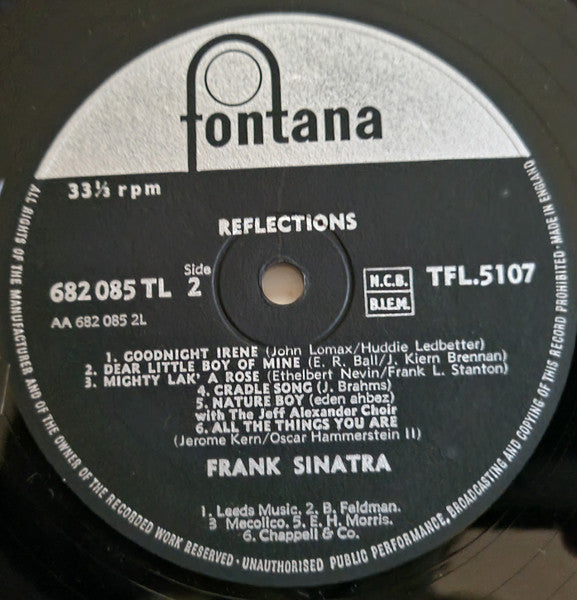 fontana
33⅓ rpm
REFLECTIONS
682 085 TL
Side
2
N.C.B.
B.I.E.M.
TFL.5107
AA 682 085 2L
1. GOODNIGHT IRENE (John Lomax/Huddie Ledbetter)
2. DEAR LITTLE BOY OF MINE (E. R. Ball/J. Kiern Brennan)
3. MIGHTY LAK' A ROSE (Ethelbert Nevin/Frank L. Stanton)
4. CRADLE SONG (J. Brahms)
5. NATURE BOY (eden ahbez)
with The Jeff Alexander Choir
6. ALL THE THINGS YOU ARE
(Jerome Kern/Oscar Hammerstein II)
FRANK SINATRA
1. Leeds Music. 2. B. Feldman.
3 Mecolico. 5. E. H. Morris.
6. Chappell & Co.
ALL RIGHTS OF THE MANUFACTURER AND OF THE OWNER OF THE RECORDED WORK RESERVED · UNAUTHORISED PUBLIC PERFORMANCE, BROADCASTING AND COPYING OF THIS RECORD PROHIBITED · MADE IN ENGLAND